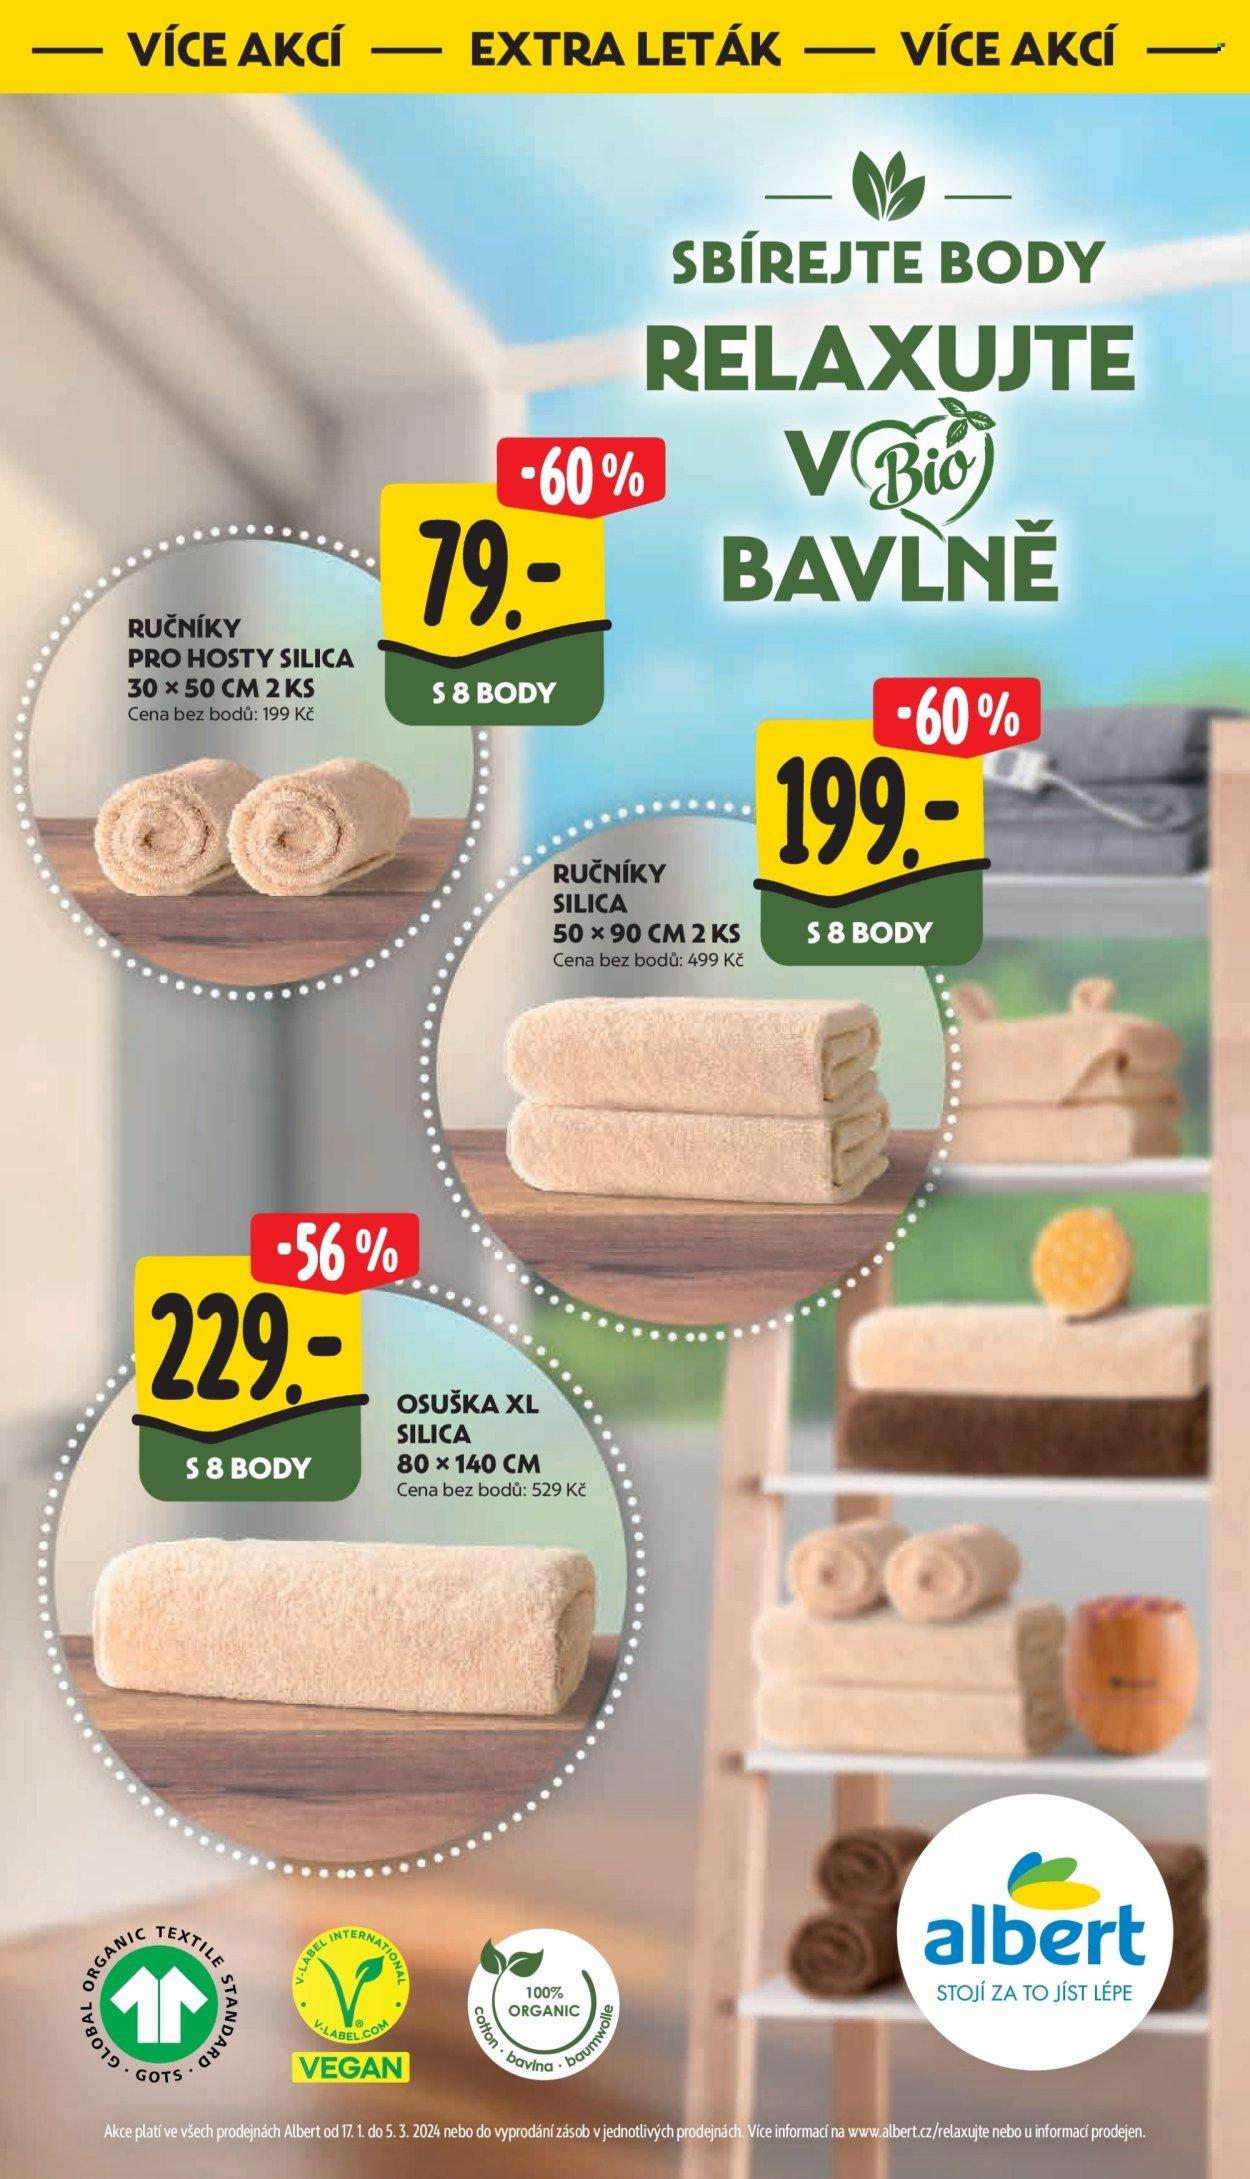 VÍCE AKCÍ — EXTRA LETÁK — VÍCE AKCÍ
SBÍREJTE BODY
RELAXUJTE
V Bio
BAVLNĚ
-60 %
79.-
S 8 BODY
RUČNÍKY
PRO HOSTY SILICA
30 × 50 CM 2 KS
Cena bez bodů: 199 Kč
-60 %
199.-
S 8 BODY
RUČNÍKY
SILICA
50 × 90 CM 2 KS
Cena bez bodů: 499 Kč
-56 %
229.-
S 8 BODY
OSUŠKA XL
SILICA
80 × 140 CM
Cena bez bodů: 529 Kč
GLOBAL ORGANIC TEXTILE STANDARD · GOTS ·
V-LABEL INTERNATIONAL
V-LABEL.COM
VEGAN
100%
ORGANIC
cotton · bavlna · baumwolle
albert
STOJÍ ZA TO JÍST LÉPE
Akce platí ve všech prodejnách Albert od 17. 1. do 5. 3. 2024 nebo do vyprodání zásob v jednotlivých prodejnách. Více informací na www.albert.cz/relaxujte nebo u informací prodejen.